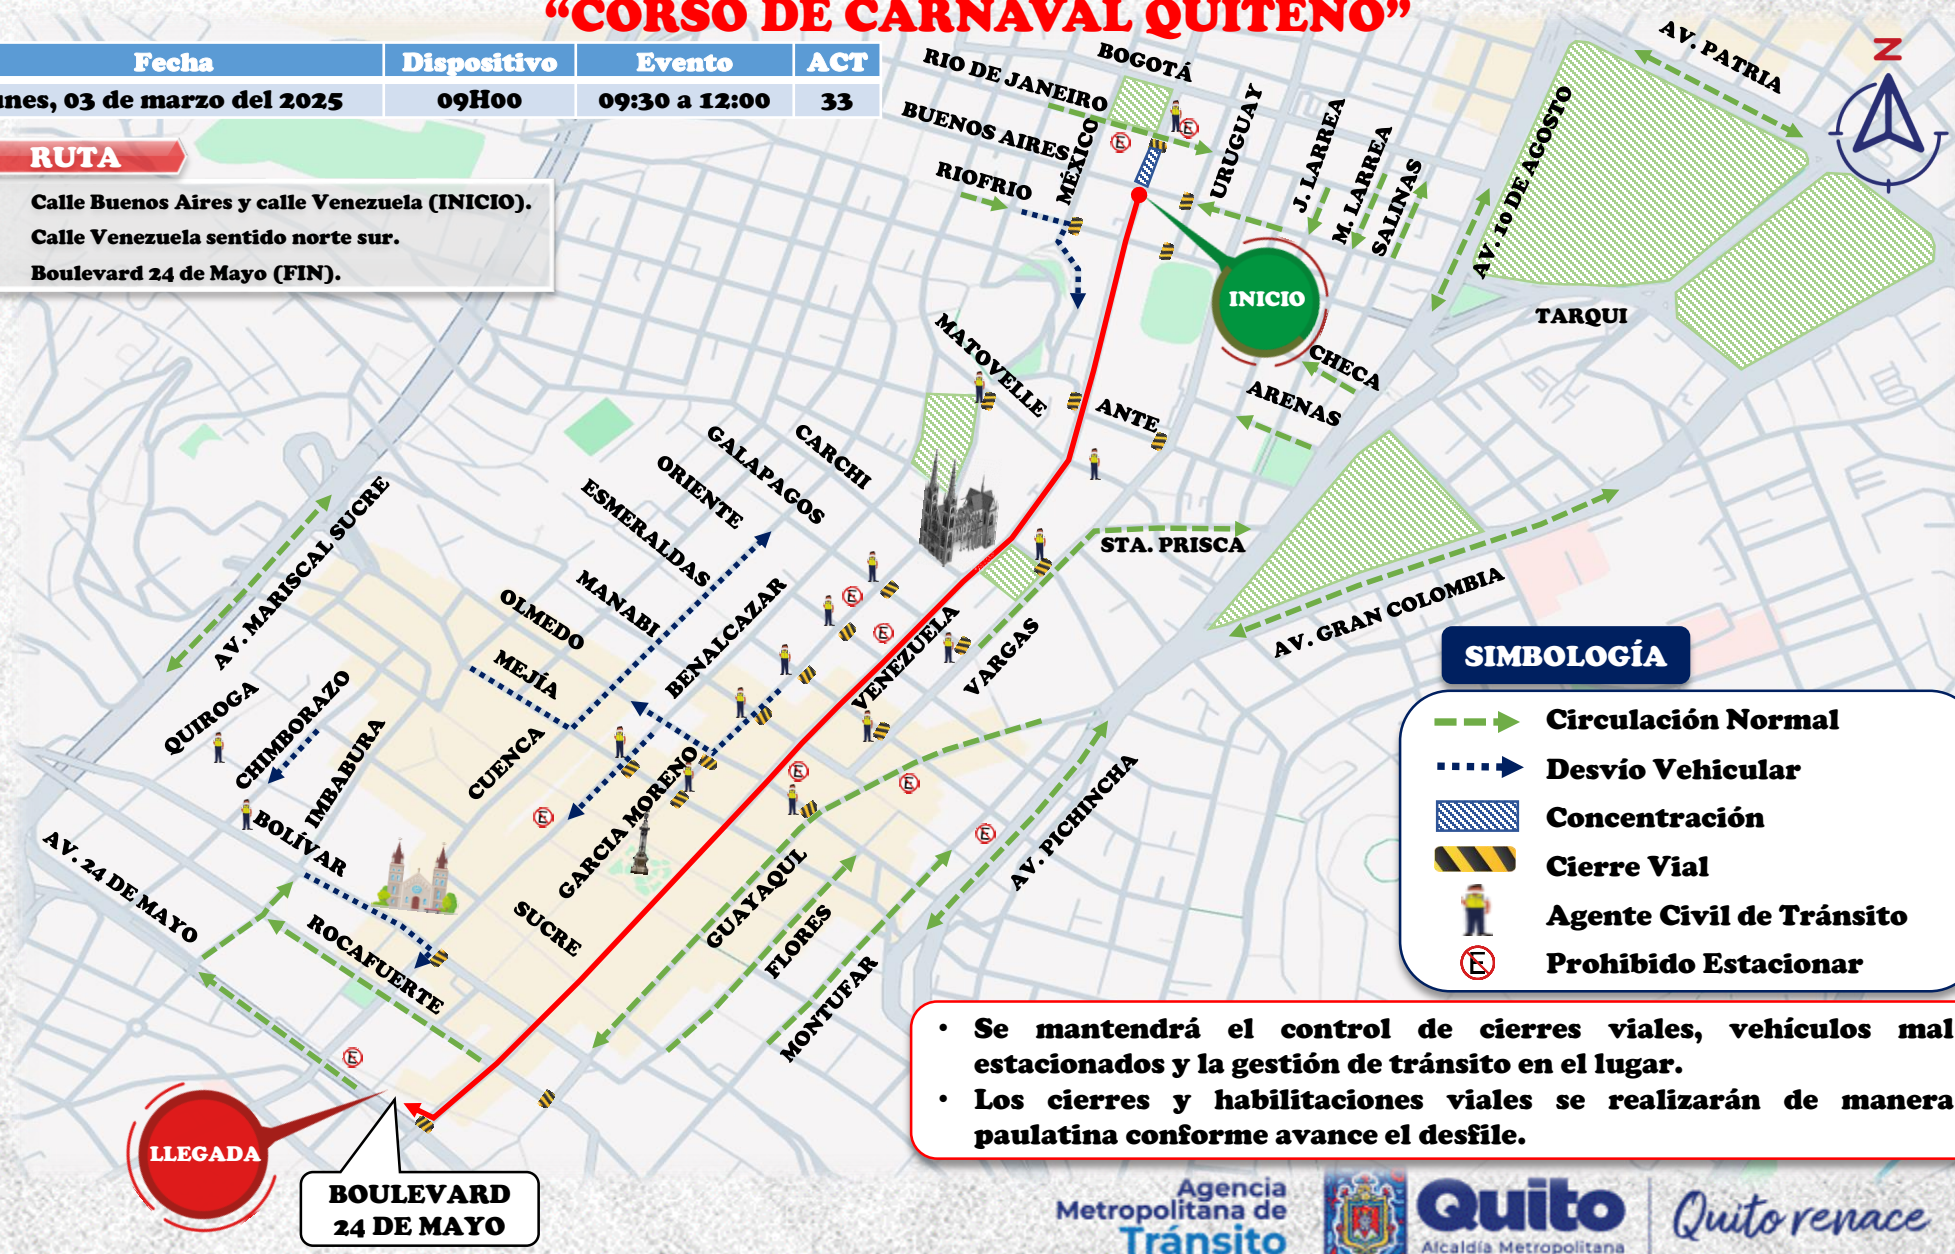 “CORSO DE CARNAVAL QUITEÑO”
Fecha Dispositivo Evento ACT
unes, 03 de marzo del 2025 09H00 09:30 a 12:00 33
RUTA
Calle Buenos Aires y calle Venezuela (INICIO).
Calle Venezuela sentido norte sur.
Boulevard 24 de Mayo (FIN).
BOGOTÁ
RIO DE JANEIRO
BUENOS AIRES
RIOFRIO
MÉXICO
URUGUAY
J. LARREA
M. LARREA
SALINAS
AV. 10 DE AGOSTO
AV. PATRIA
N
INICIO
TARQUI
CHECA
ARENAS
MATOVELLE
ANTE
CARCHI
GALAPAGOS
ORIENTE
ESMERALDAS
MANABI
OLMEDO
MEJÍA
STA. PRISCA
AV. GRAN COLOMBIA
AV. MARISCAL SUCRE
BENALCAZAR
VENEZUELA
VARGAS
QUIROGA
CHIMBORAZO
IMBABURA
CUENCA
GARCIA MORENO
BOLÍVAR
AV. 24 DE MAYO
ROCAFUERTE
SUCRE
GUAYAQUL
FLORES
MONTUFAR
AV. PICHINCHA
E
E
E
E
E
E
E
E
E
SIMBOLOGÍA
Circulación Normal
Desvío Vehicular
Concentración
Cierre Vial
Agente Civil de Tránsito
E Prohibido Estacionar
• Se mantendrá el control de cierres viales, vehículos mal
estacionados y la gestión de tránsito en el lugar.
• Los cierres y habilitaciones viales se realizarán de manera
paulatina conforme avance el desfile.
LLEGADA
BOULEVARD
24 DE MAYO
Agencia
Metropolitana de
Tránsito
Quito
Alcaldía Metropolitana
Quito renace